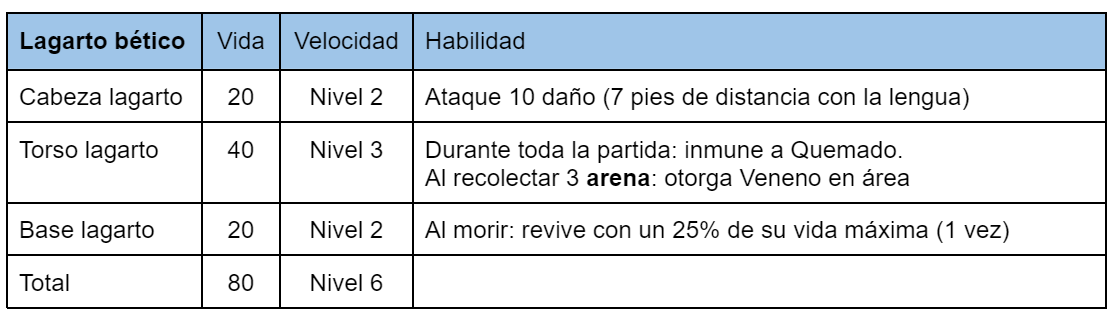 Lagarto bético Vida Velocidad Habilidad
Cabeza lagarto 20 Nivel 2 Ataque 10 daño (7 pies de distancia con la lengua)
Torso lagarto 40 Nivel 3 Durante toda la partida: inmune a Quemado.
Al recolectar 3 arena: otorga Veneno en área
Base lagarto 20 Nivel 2 Al morir: revive con un 25% de su vida máxima (1 vez)
Total 80 Nivel 6